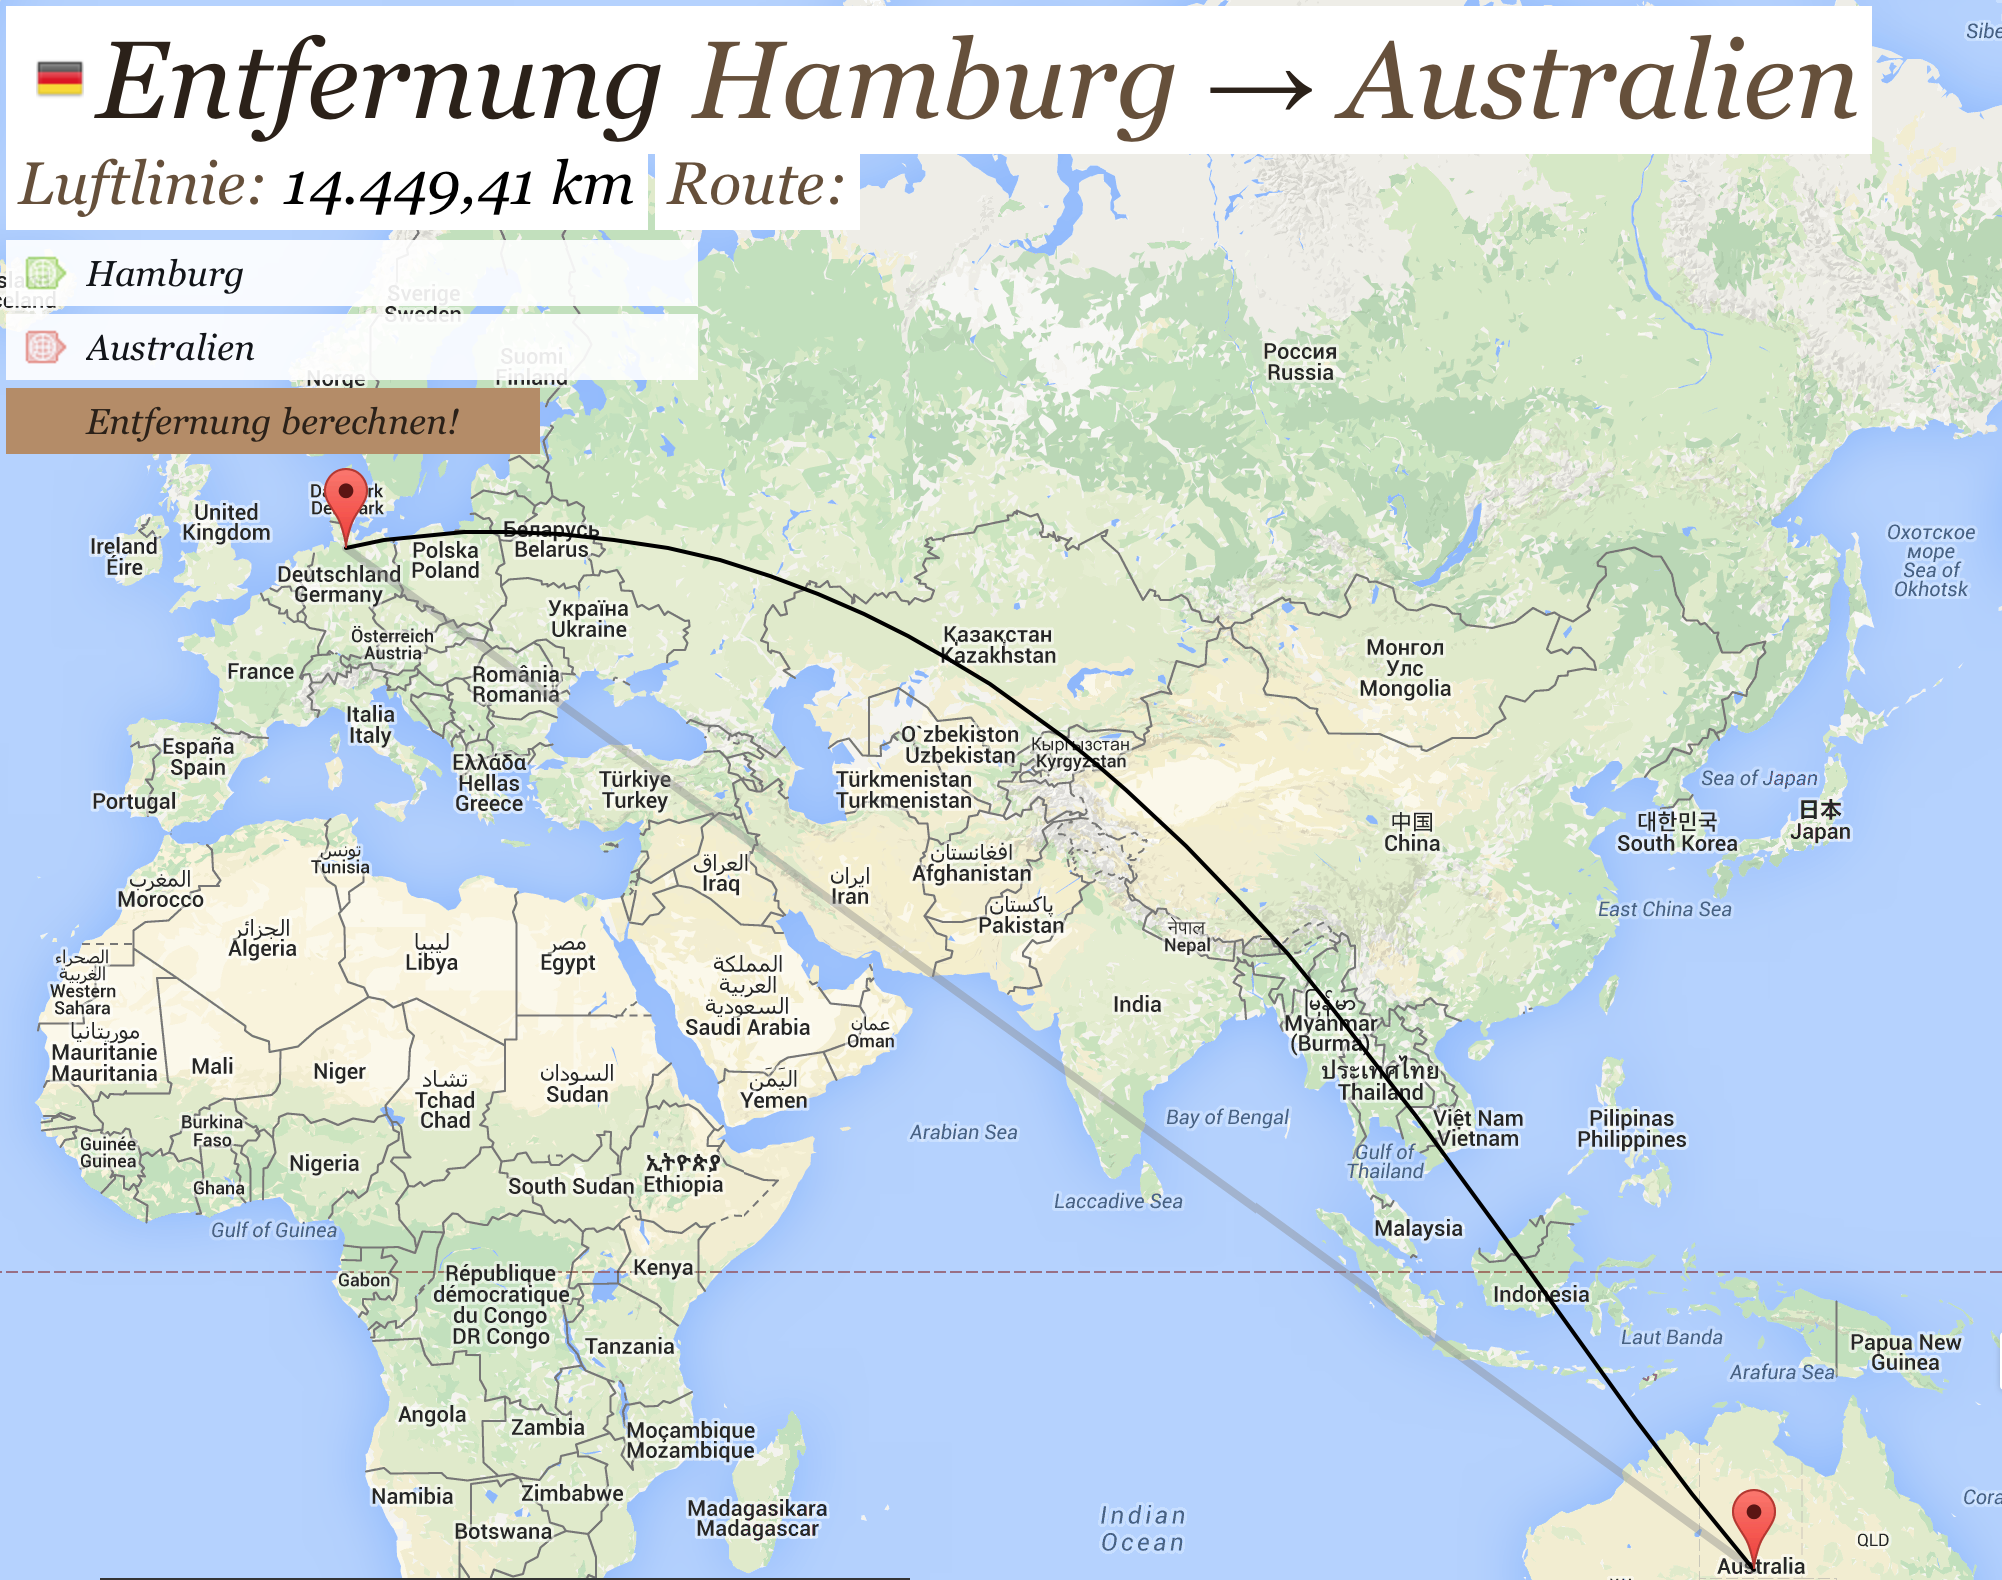 Entfernung Hamburg → Australien
Luftlinie: 14.449,41 km Route:
Hamburg
Australien
Entfernung berechnen!
Sibe
Sverige
Sweden
Suomi
Finland
Norge
Россия
Russia
United
Kingdom
Ireland
Éire
Беларусь
Belarus
Polska
Poland
Deutschland
Germany
Україна
Ukraine
Österreich
Austria
France
România
Romania
Italia
Italy
España
Spain
Portugal
Ελλάδα
Hellas
Greece
Türkiye
Turkey
Қазақстан
Kazakhstan
Монгол
Улс
Mongolia
Охотское
море
Sea of
Okhotsk
O`zbekiston
Uzbekistan
Кыргызстан
Kyrgyzstan
Türkmenistan
Turkmenistan
Sea of Japan
日本
Japan
대한민국
South Korea
中国
China
East China Sea
افغانستان
Afghanistan
ایران
Iran
العراق
Iraq
پاکستان
Pakistan
नेपाल
Nepal
India
تونس
Tunisia
المغرب
Morocco
الجزائر
Algeria
ليبيا
Libya
مصر
Egypt
الصحراء
الغربية
Western
Sahara
المملكة
العربية
السعودية
Saudi Arabia
عمان
Oman
موريتانيا
Mauritanie
Mauritania
Mali
Niger
تشاد
Tchad
Chad
السودان
Sudan
اليَمَن
Yemen
မြန်မာ
Myanmar
(Burma)
ประเทศไทย
Thailand
Việt Nam
Vietnam
Pilipinas
Philippines
Bay of Bengal
Arabian Sea
Gulf of
Thailand
Laccadive Sea
Burkina
Faso
Guinée
Guinea
Ghana
Nigeria
South Sudan
ኢትዮጵያ
Ethiopia
Gulf of Guinea
Malaysia
Gabon
République
démocratique
du Congo
DR Congo
Kenya
Tanzania
Indonesia
Laut Banda
Arafura Sea
Papua New
Guinea
Angola
Zambia
Moçambique
Mozambique
Namibia
Zimbabwe
Botswana
Madagasikara
Madagascar
Indian
Ocean
Cora
QLD
Australia